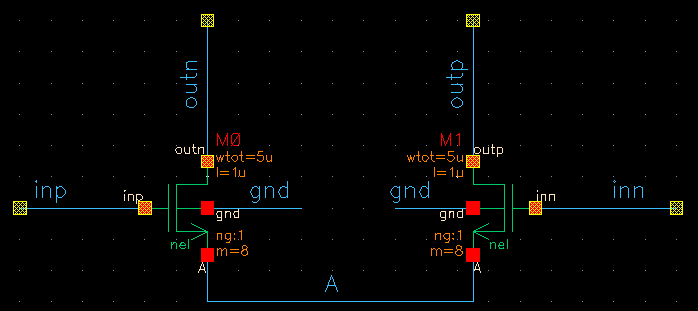 outn
outp
outn
M0
wtot=5u
l=1u
M1
outp
wtot=5u
l=1u
inp
inp
gnd
gnd
inn
inn
gnd
gnd
nel
ng:1
m=8
ng:1
m=8
nel
A
A
A